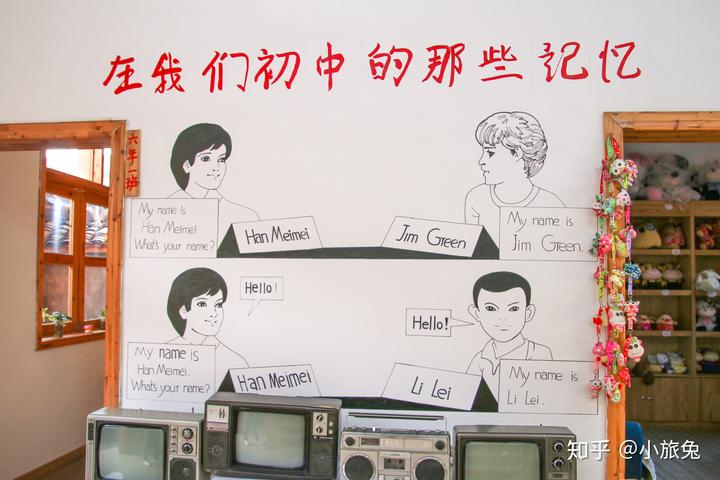 在我们初中的那些记忆
六年一班
My name is
Han Meimei
What's your name?
Han Meimei
Jim Green
My name is
Jim Green.
Hello!
Hello!
My name is
Han Meimei.
What's your name?
Han Meimei
Li Lei
My name is
Li Lei.
知乎 @小旅兔